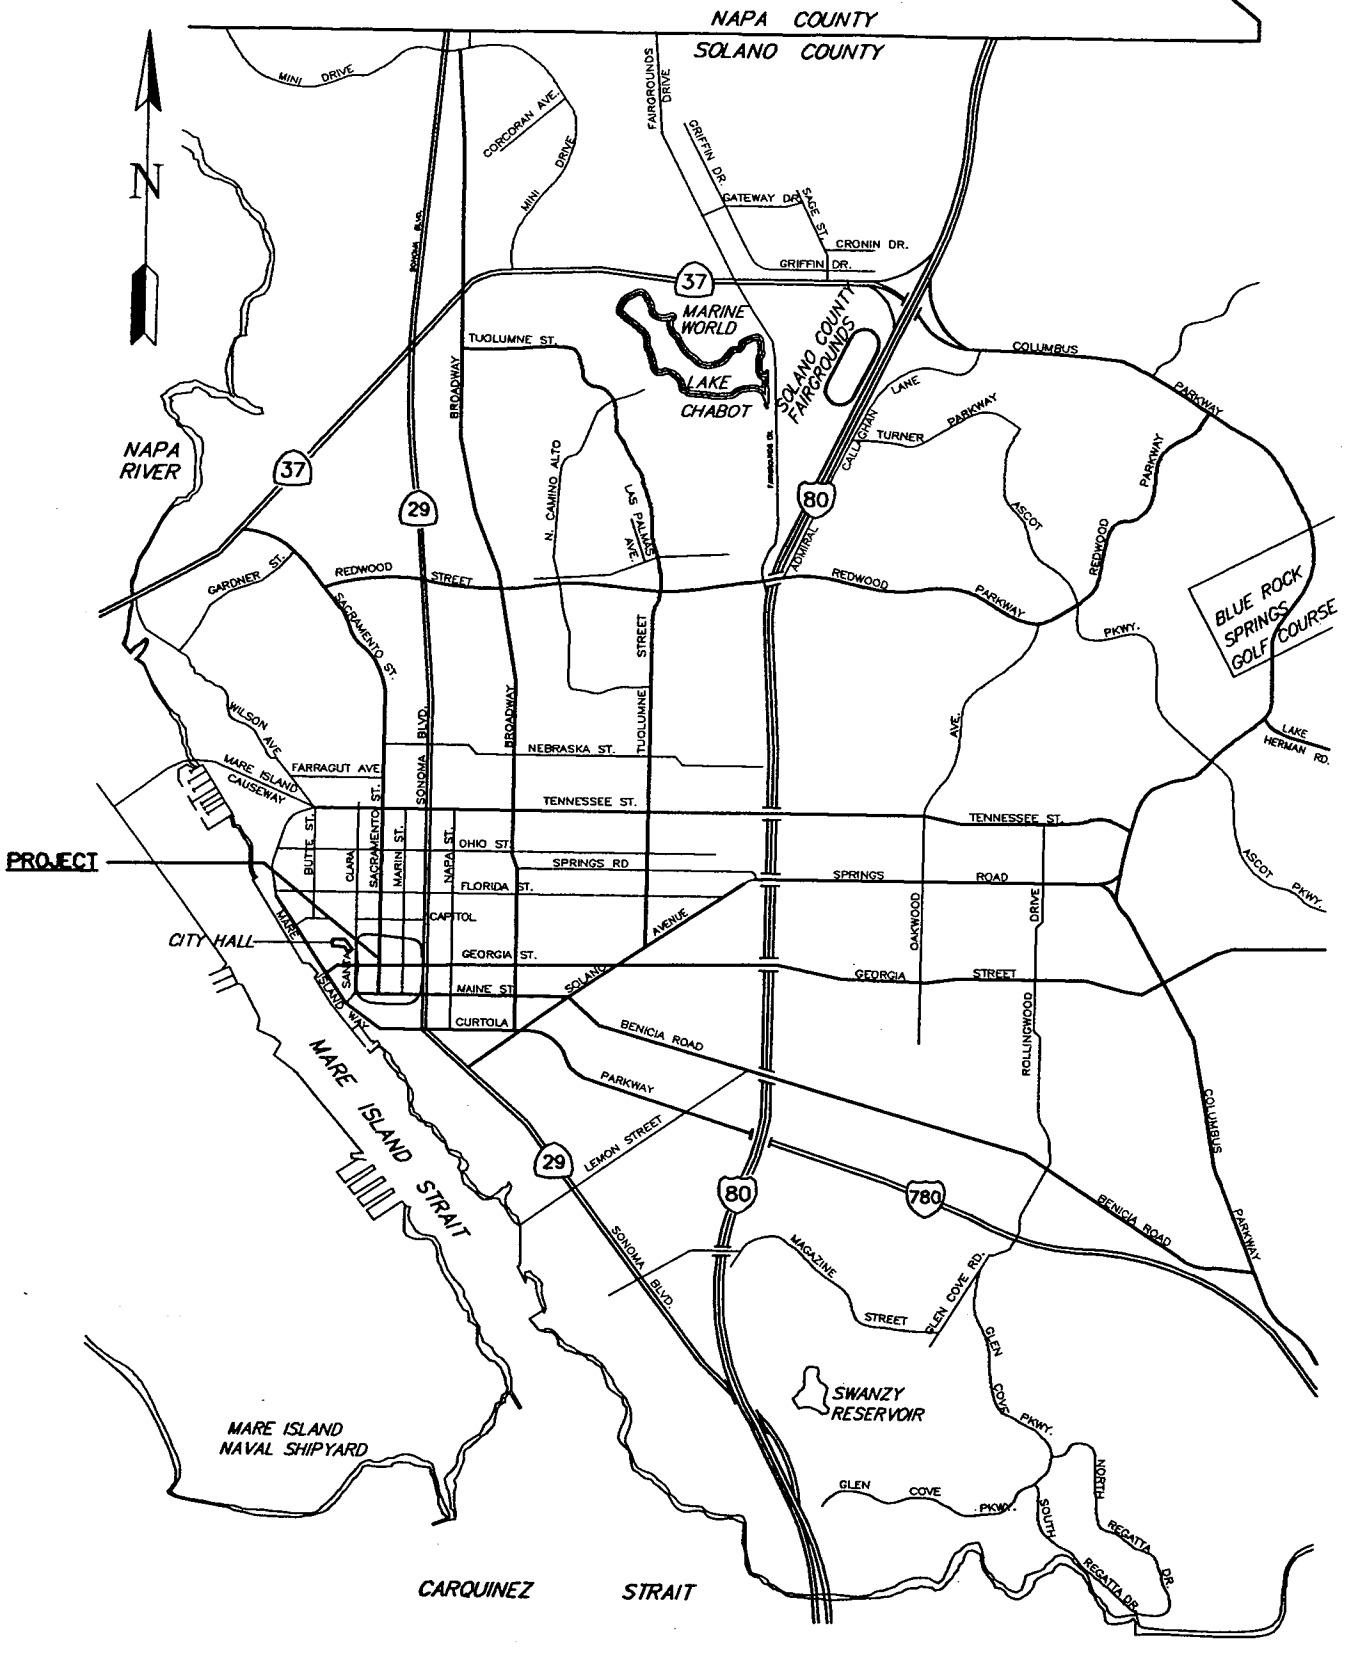 NAPA COUNTY
SOLANO COUNTY
MINI DRIVE
CORCORAN AVE.
MINI DRIVE
FAIRGROUNDS
DRIVE
GRIFFIN DR.
GATEWAY DR.
SAGE ST.
CRONIN DR.
GRIFFIN DR.
N
SONOMA BLVD.
37
MARINE
WORLD
LAKE
CHABOT
SOLANO COUNTY
FAIRGROUNDS
TUOLUMNE ST.
BROADWAY
COLUMBUS
PARKWAY
CALLAGHAN LANE
TURNER PARKWAY
NAPA
RIVER
37
29
N. CAMINO ALTO
LAS PALMAS
AVE.
FAIRGROUNDS DR.
80
ADMIRAL
ASCOT
PKWY.
REDWOOD
PARKWAY
GARDNER ST.
REDWOOD STREET
REDWOOD
PARKWAY
SACRAMENTO ST.
BLUE ROCK
SPRINGS
GOLF COURSE
TUOLUMNE STREET
WILSON AVE
SONOMA BLVD.
BROADWAY
NEBRASKA ST.
LAKE
HERMAN RD.
MARE ISLAND
CAUSEWAY
FARRAGUT AVE
TENNESSEE ST.
TENNESSEE ST.
PROJECT
BUTTE ST.
CLARA
SACRAMENTO ST.
MARIN ST.
NAPA ST.
OHIO ST.
SPRINGS RD
SPRINGS ROAD
FLORIDA ST.
CAPITOL
OAKWOOD AVE.
ROLLINGWOOD DRIVE
ASCOT PKWY.
CITY HALL
SANTA
MARE ISLAND WAY
GEORGIA ST.
GEORGIA STREET
MAINE ST
SOLANO AVENUE
CURTOLA
PARKWAY
BENICIA ROAD
MARE ISLAND STRAIT
LEMON STREET
29
80
780
COLUMBUS
PARKWAY
BENICIA ROAD
SONOMA BLVD.
MAGAZINE
STREET
GLEN COVE RD.
GLEN COVE PKWY.
SWANZY
RESERVOIR
MARE ISLAND
NAVAL SHIPYARD
GLEN COVE PKWY.
NORTH REGATTA DR.
SOUTH REGATTA DR.
CARQUINEZ STRAIT